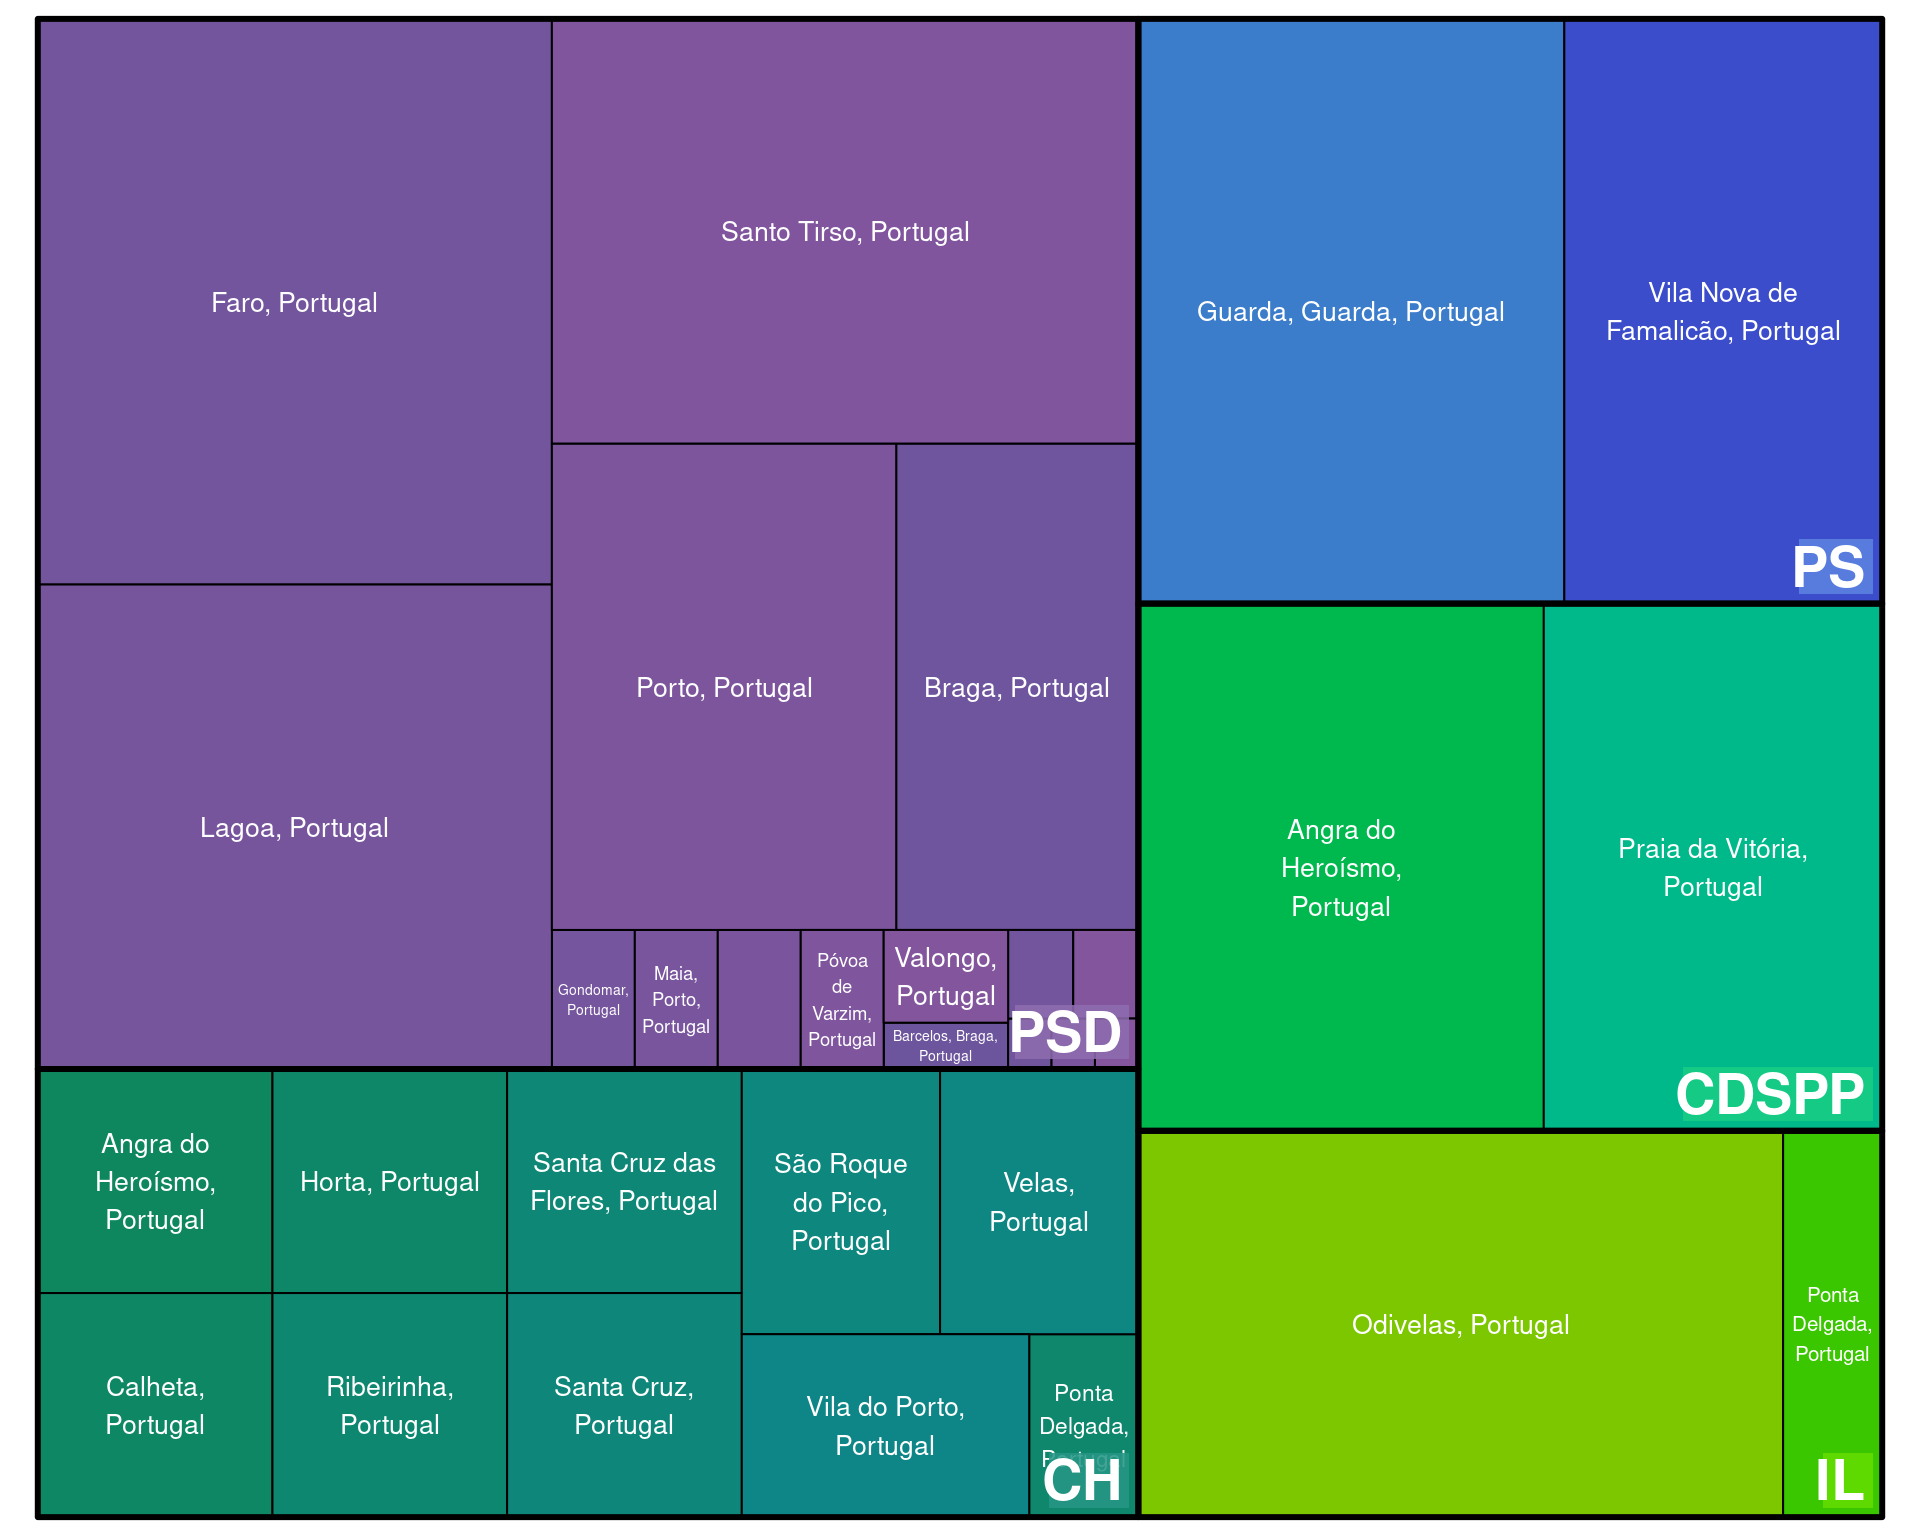 Faro, Portugal
Santo Tirso, Portugal
Lagoa, Portugal
Porto, Portugal
Braga, Portugal
Gondomar,
Portugal
Maia,
Porto,
Portugal
Póvoa
de
Varzim,
Portugal
Valongo,
Portugal
Barcelos, Braga,
Portugal
PSD
Guarda, Guarda, Portugal
Vila Nova de
Famalicão, Portugal
PS
Angra do
Heroísmo,
Portugal
Praia da Vitória,
Portugal
CDSPP
Angra do
Heroísmo,
Portugal
Horta, Portugal
Santa Cruz das
Flores, Portugal
São Roque
do Pico,
Portugal
Velas,
Portugal
Calheta,
Portugal
Ribeirinha,
Portugal
Santa Cruz,
Portugal
Vila do Porto,
Portugal
Ponta
Delgada,
Portugal
CH
Odivelas, Portugal
Ponta
Delgada,
Portugal
IL